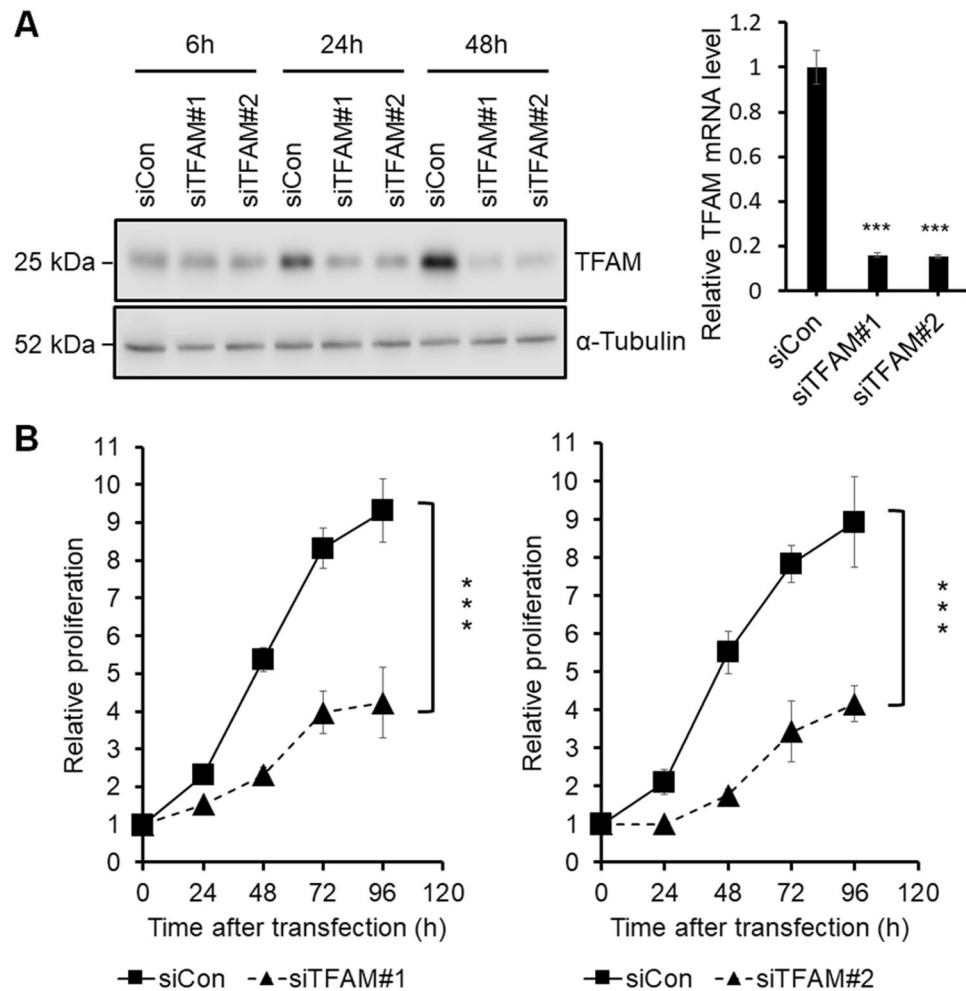 A
6h 24h 48h
siCon siTFAM#1 siTFAM#2 siCon siTFAM#1 siTFAM#2 siCon siTFAM#1 siTFAM#2
25 kDa TFAM
52 kDa α-Tubulin
Relative TFAM mRNA level
1.2
1
0.8
0.6
0.4
0.2
0
*** ***
siCon siTFAM#1 siTFAM#2
B
Relative proliferation
11
10
9
8
7
6
5
4
3
2
1
0
0 24 48 72 96 120
Time after transfection (h)
***
siCon siTFAM#1
Relative proliferation
11
10
9
8
7
6
5
4
3
2
1
0
0 24 48 72 96 120
Time after transfection (h)
***
siCon siTFAM#2